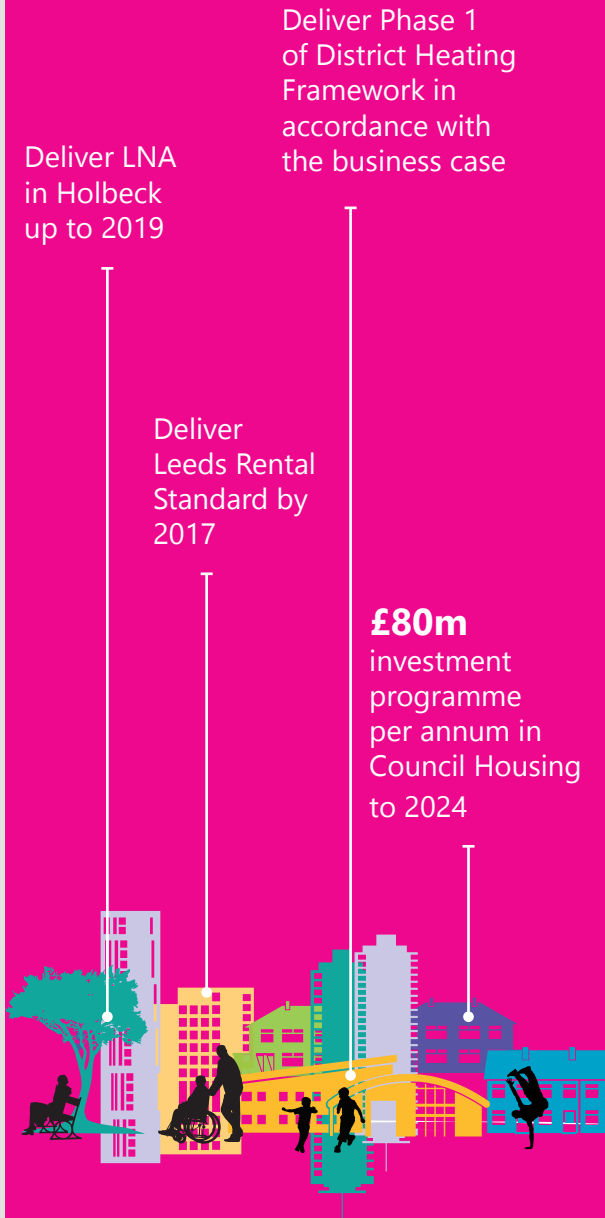 Deliver Phase 1
of District Heating
Framework in
accordance with
the business case
Deliver LNA
in Holbeck
up to 2019
Deliver
Leeds Rental
Standard by
2017
£80m
investment
programme
per annum in
Council Housing
to 2024